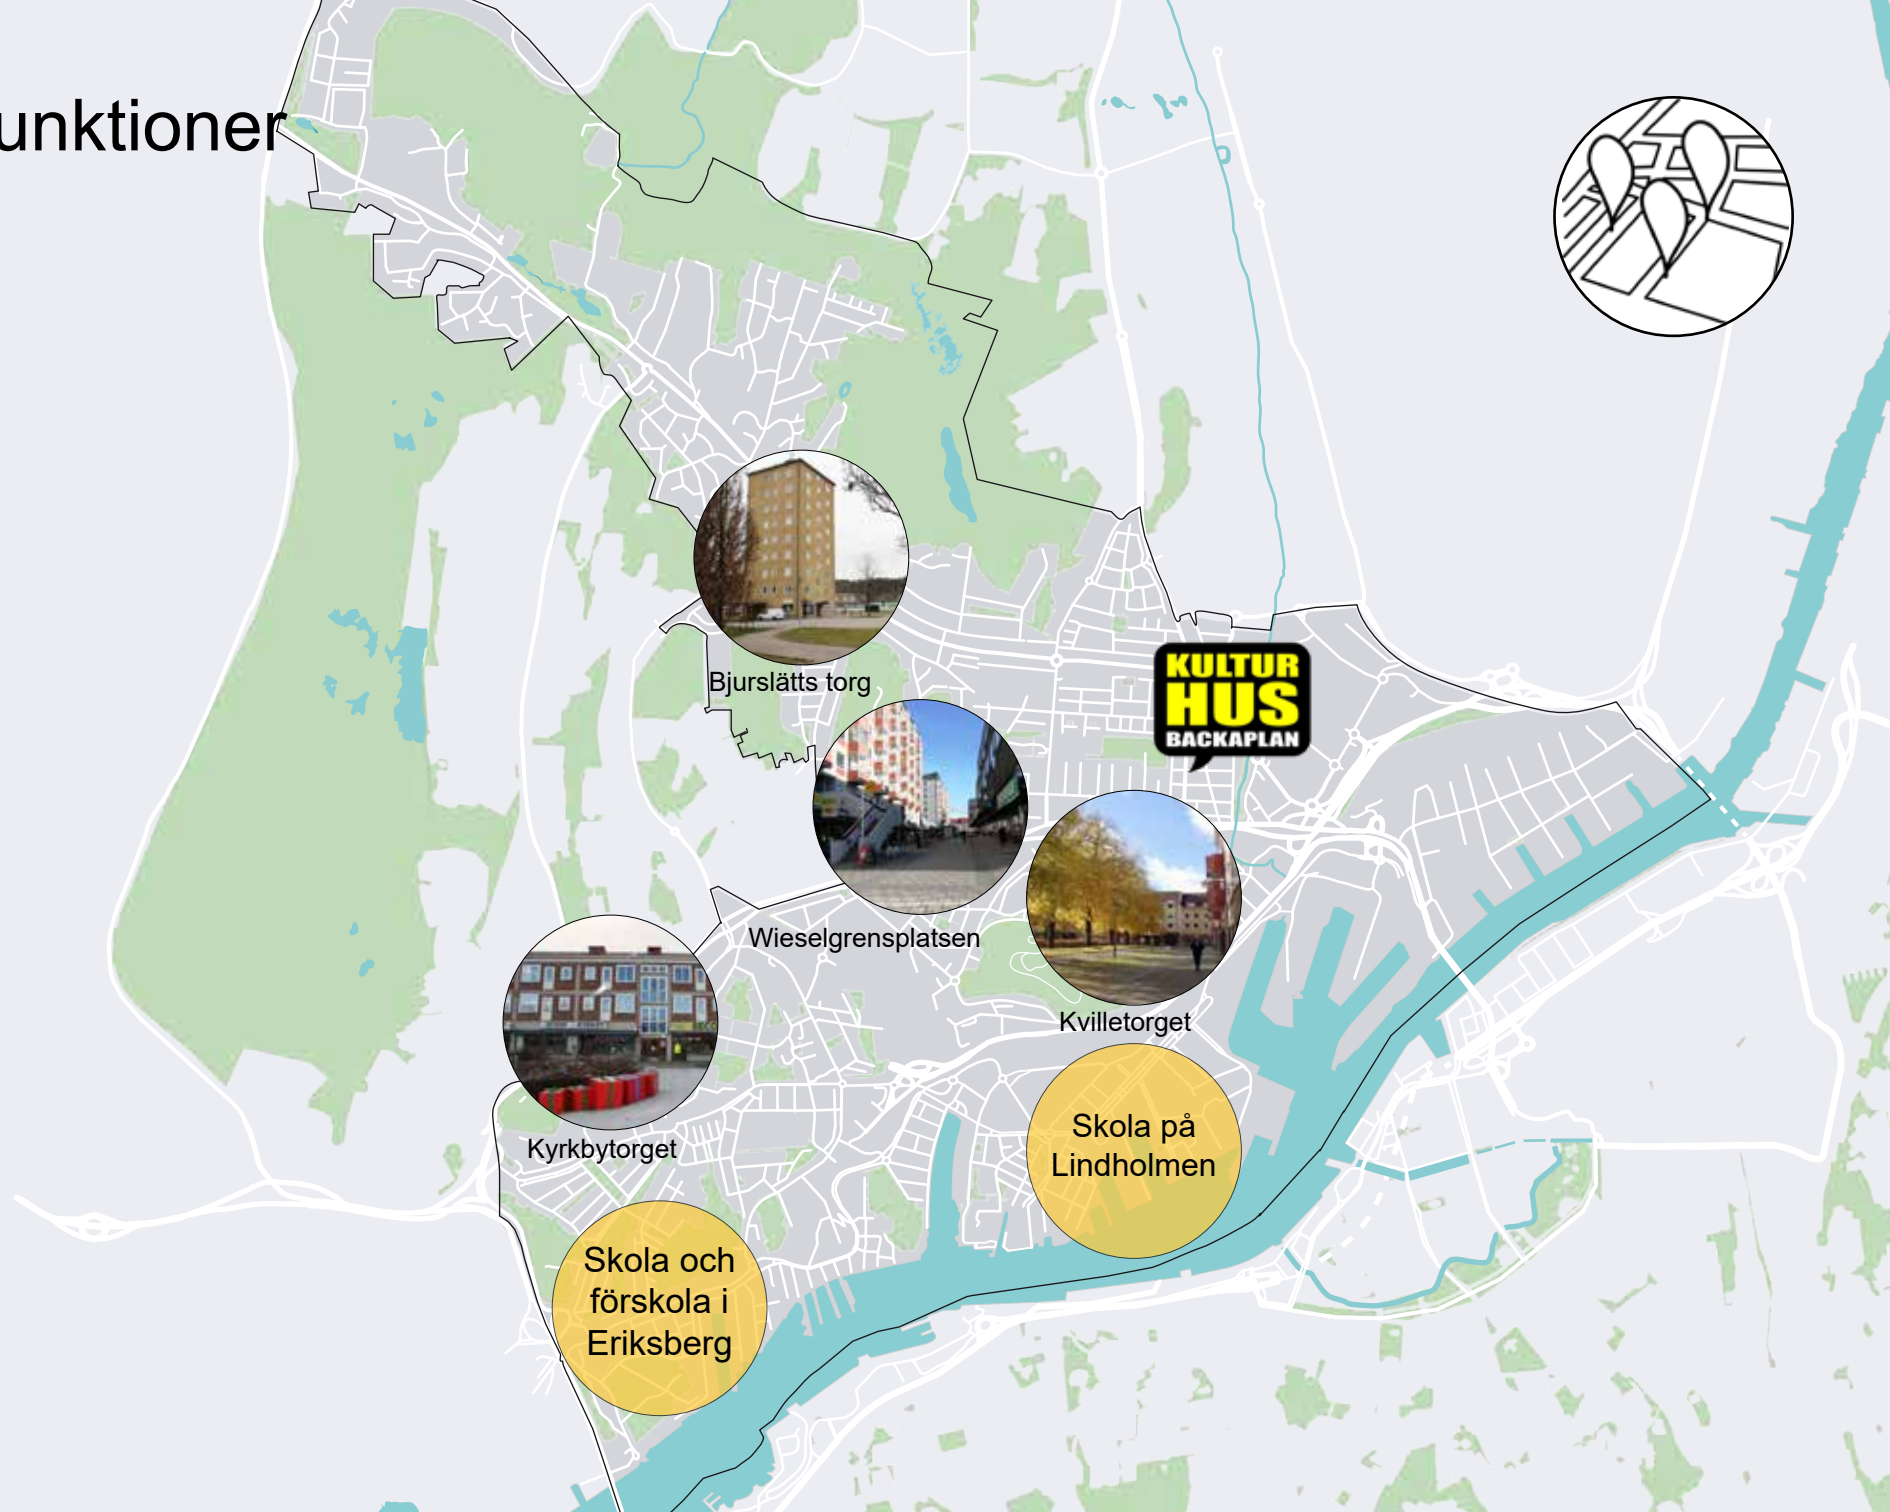 unktioner
KULTUR
HUS
BACKAPLAN
Bjurslätts torg
Wieselgrensplatsen
Kvilletorget
Kyrkbytorget
Skola på
Lindholmen
Skola och
förskola i
Eriksberg